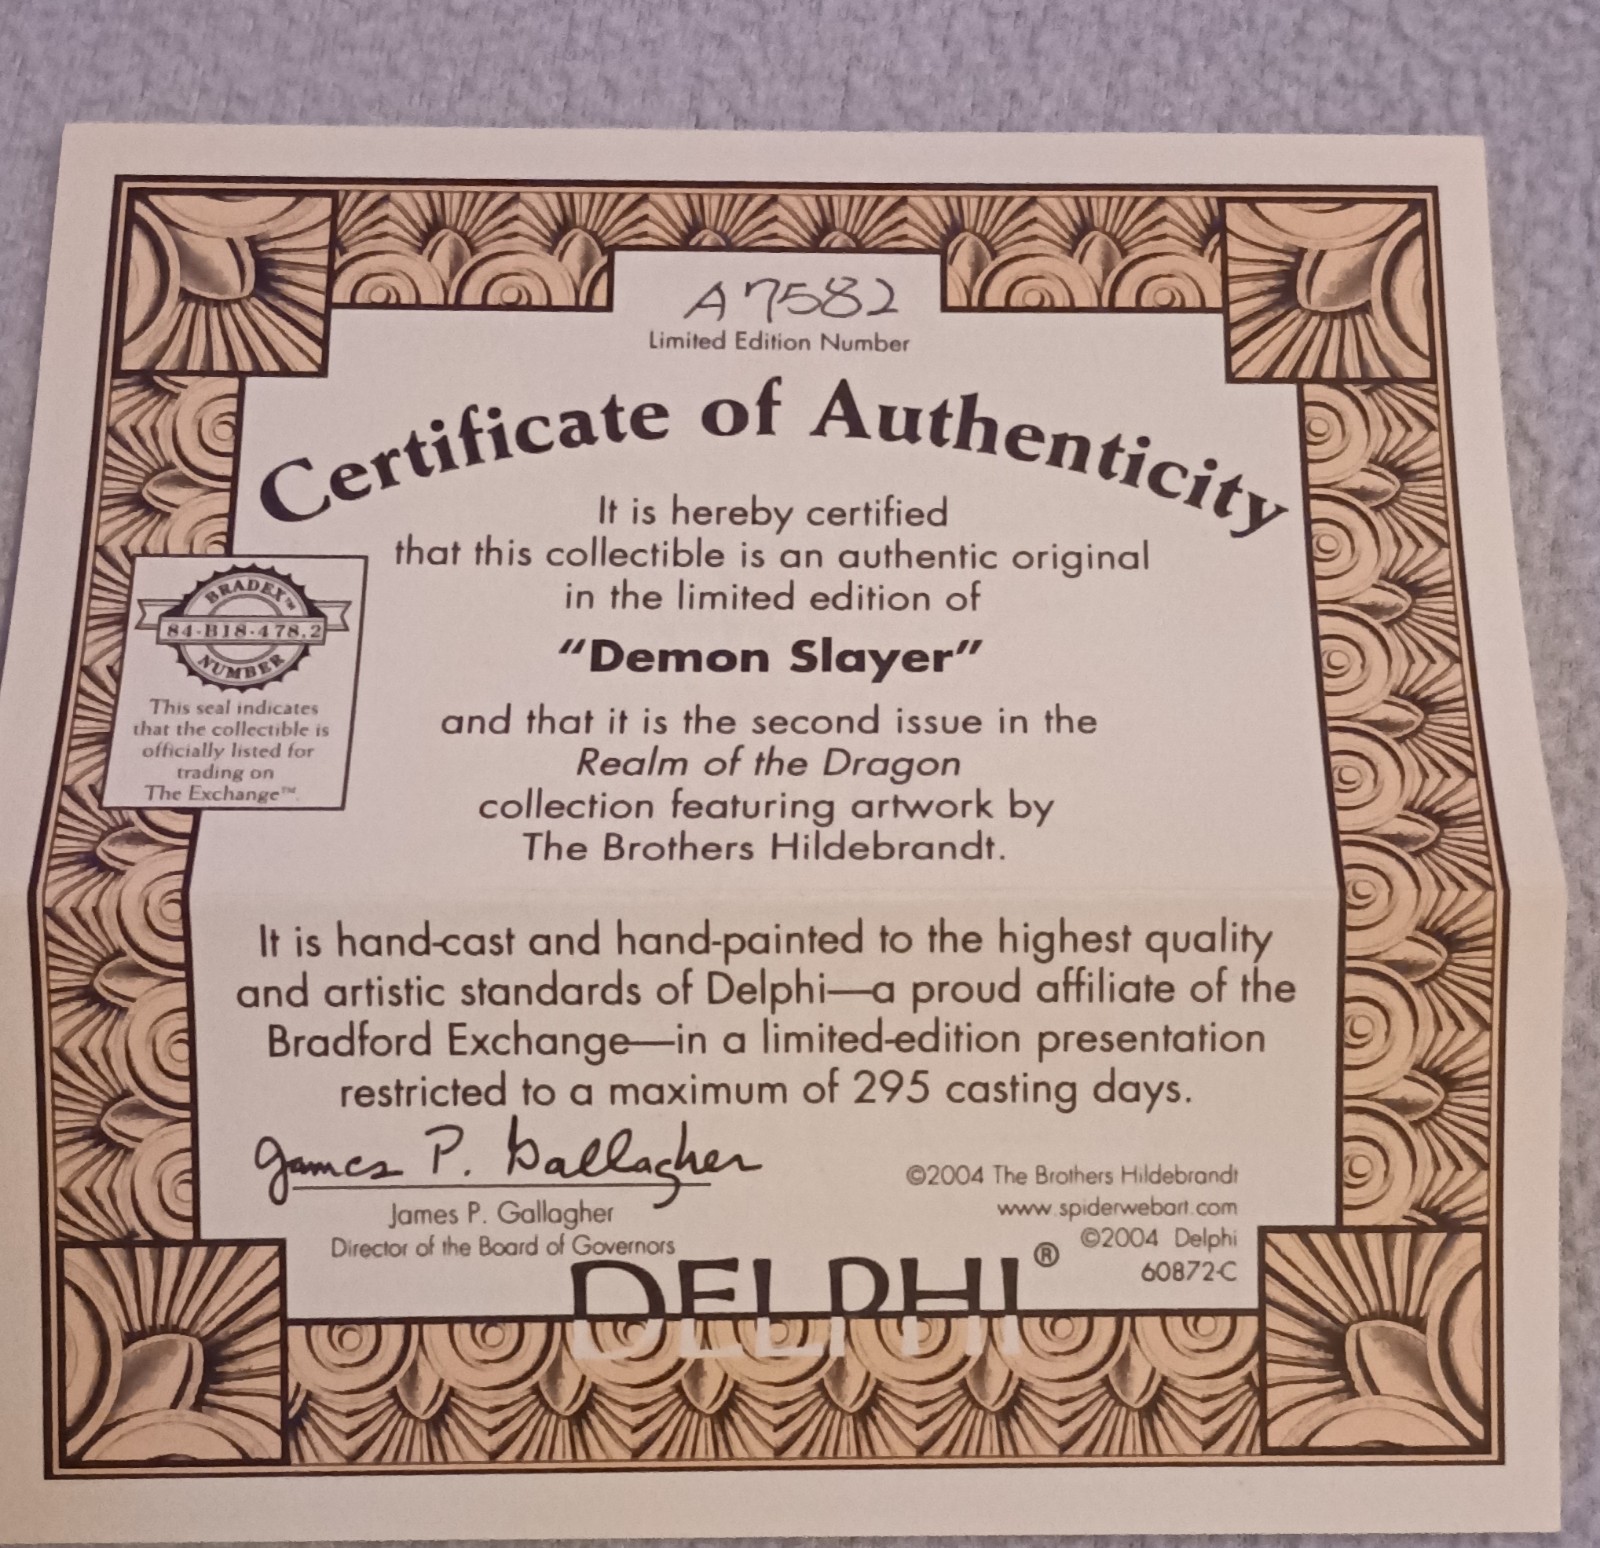 A7582
Limited Edition Number
Certificate of Authenticity
It is hereby certified
that this collectible is an authentic original
in the limited edition of
“Demon Slayer”
and that it is the second issue in the
Realm of the Dragon
collection featuring artwork by
The Brothers Hildebrandt.
BRADEX™
84-B18-478.2
NUMBER
This seal indicates
that the collectible is
officially listed for
trading on
The Exchange™.
It is hand-cast and hand-painted to the highest quality
and artistic standards of Delphi—a proud affiliate of the
Bradford Exchange—in a limited-edition presentation
restricted to a maximum of 295 casting days.
James P. Gallagher
James P. Gallagher
Director of the Board of Governors
©2004 The Brothers Hildebrandt
www.spiderwebart.com
©2004 Delphi
60872-C
DELPHI®